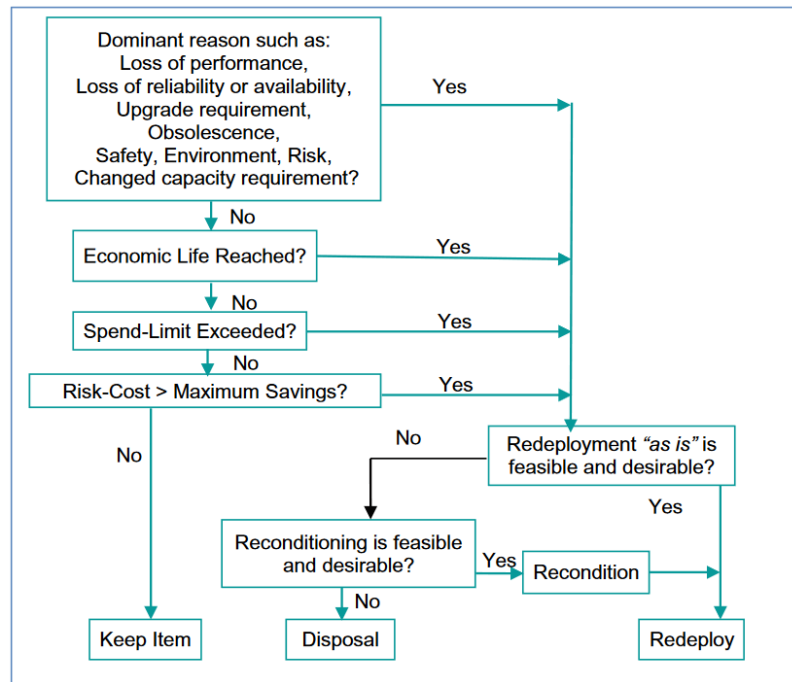 Dominant reason such as:
Loss of performance,
Loss of reliability or availability,
Upgrade requirement,
Obsolescence,
Safety, Environment, Risk,
Changed capacity requirement?
Yes
No
Economic Life Reached?
Yes
No
Spend-Limit Exceeded?
Yes
No
Risk-Cost > Maximum Savings?
Yes
No
No
Redeployment “as is” is
feasible and desirable?
Yes
Reconditioning is feasible
and desirable?
Yes
Recondition
No
Keep Item
Disposal
Redeploy